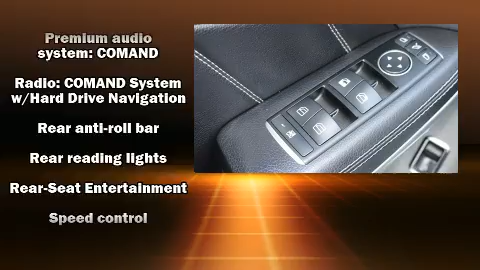 Premium audio
system: COMAND
Radio: COMAND System
w/Hard Drive Navigation
Rear anti-roll bar
Rear reading lights
Rear-Seat Entertainment
Speed control